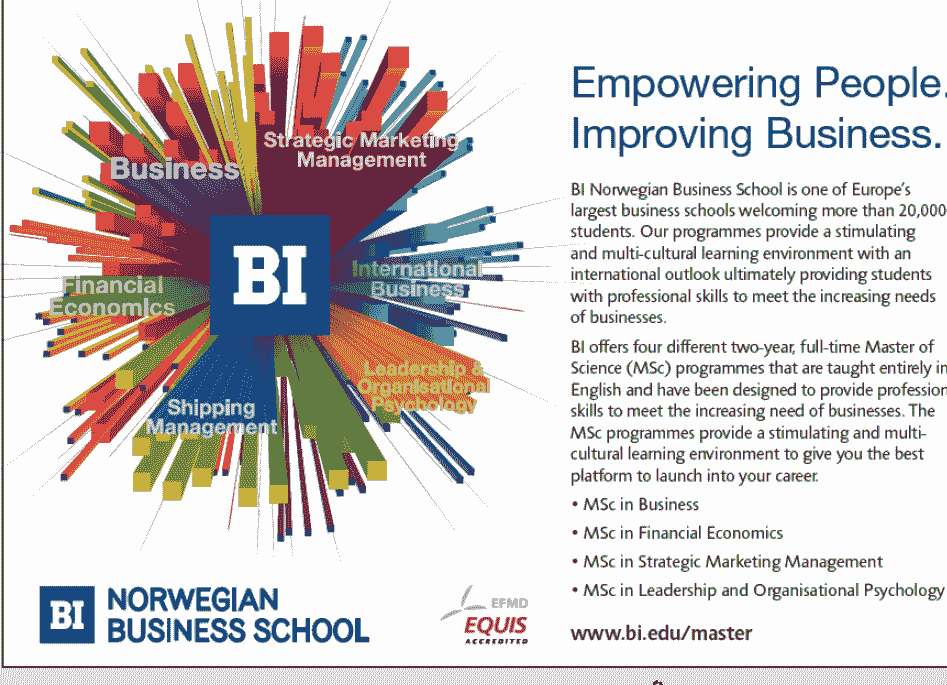 Empowering People.
Improving Business.
BI Norwegian Business School is one of Europe's
largest business schools welcoming more than 20,000
students. Our programmes provide a stimulating
and multi-cultural learning environment with an
international outlook ultimately providing students
with professional skills to meet the increasing needs
of businesses.
BI offers four different two-year, full-time Master of
Science (MSc) programmes that are taught entirely in
English and have been designed to provide profession
skills to meet the increasing need of businesses. The
MSc programmes provide a stimulating and multi-
cultural learning environment to give you the best
platform to launch into your career.
• MSc in Business
• MSc in Financial Economics
• MSc in Strategic Marketing Management
• MSc in Leadership and Organisational Psychology
www.bi.edu/master
Strategic Marketing
Management
Business
BI
International
Business
Financial
Economics
Leadership &
Organisational
Psychology
Shipping
Management
BI
NORWEGIAN
BUSINESS SCHOOL
EFMD
EQUIS
ACCREDITED